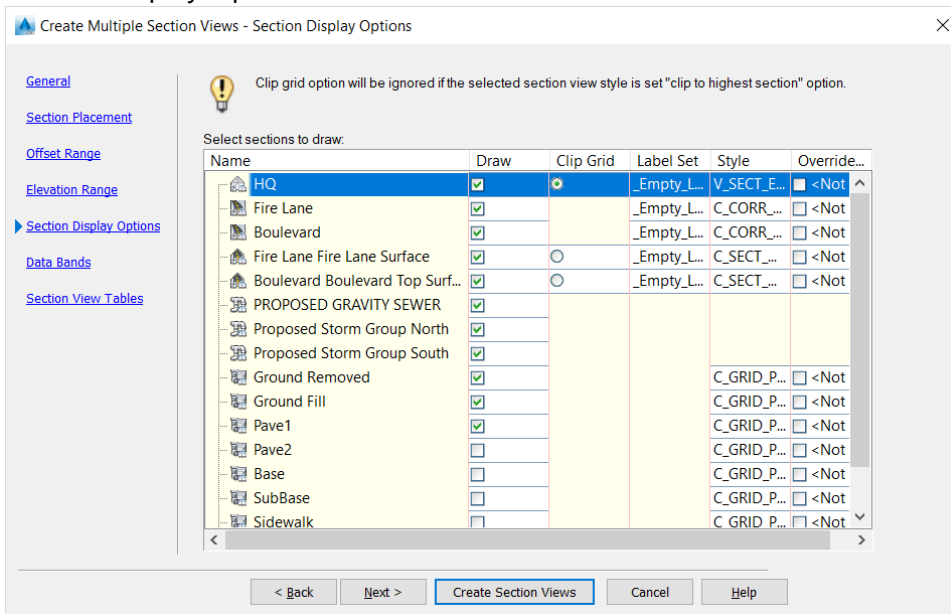 Create Multiple Section Views - Section Display Options
General
Section Placement
Offset Range
Elevation Range
Section Display Options
Data Bands
Section View Tables
Clip grid option will be ignored if the selected section view style is set "clip to highest section" option.
Select sections to draw:
Name Draw Clip Grid Label Set Style Override...
HQ _Empty_L... V_SECT_E... <Not
Fire Lane _Empty_L... C_CORR_... <Not
Boulevard _Empty_L... C_CORR_... <Not
Fire Lane Fire Lane Surface _Empty_L... C_SECT_... <Not
Boulevard Boulevard Top Surf... _Empty_L... C_SECT_... <Not
PROPOSED GRAVITY SEWER
Proposed Storm Group North
Proposed Storm Group South
Ground Removed C_GRID_P... <Not
Ground Fill C_GRID_P... <Not
Pave1 C_GRID_P... <Not
Pave2 C_GRID_P... <Not
Base C_GRID_P... <Not
SubBase C_GRID_P... <Not
Sidewalk C_GRID_P... <Not
< Back Next > Create Section Views Cancel Help